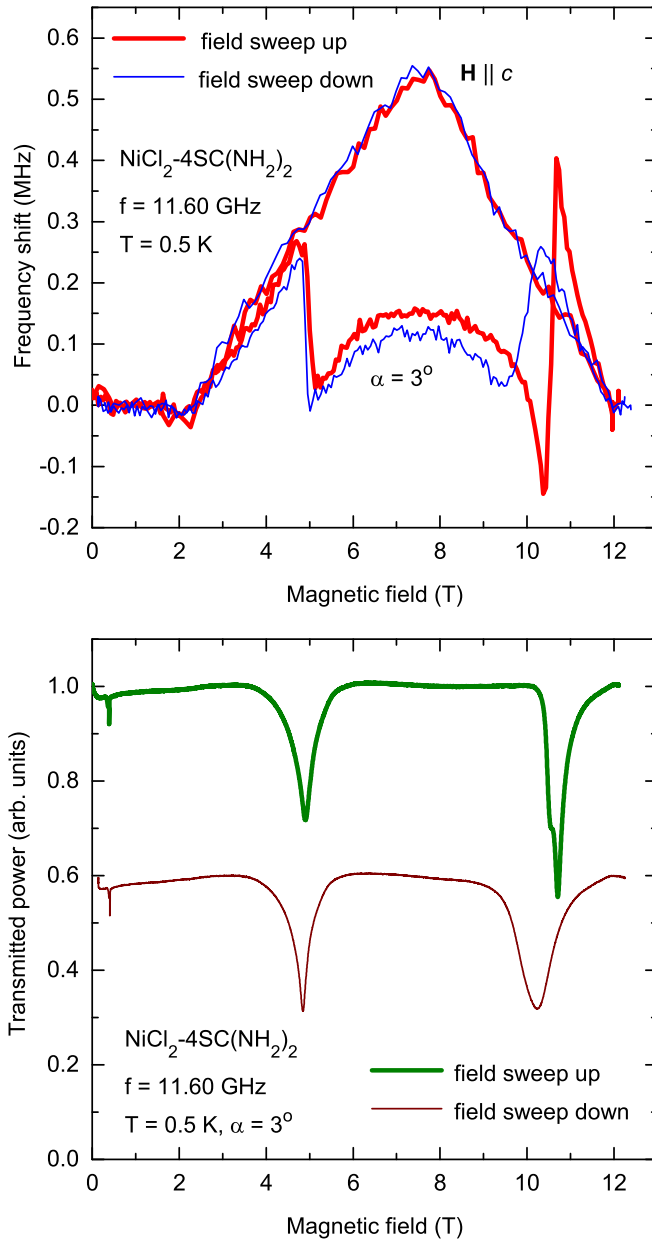 0.6
0.5
0.4
0.3
0.2
0.1
0.0
-0.1
-0.2
Frequency shift (MHz)
field sweep up
field sweep down
H || c
NiCl2-4SC(NH2)2
f = 11.60 GHz
T = 0.5 K
α = 3°
0 2 4 6 8 10 12
Magnetic field (T)
1.0
0.8
0.6
0.4
0.2
0.0
Transmitted power (arb. units)
NiCl2-4SC(NH2)2
f = 11.60 GHz
T = 0.5 K, α = 3°
field sweep up
field sweep down
0 2 4 6 8 10 12
Magnetic field (T)